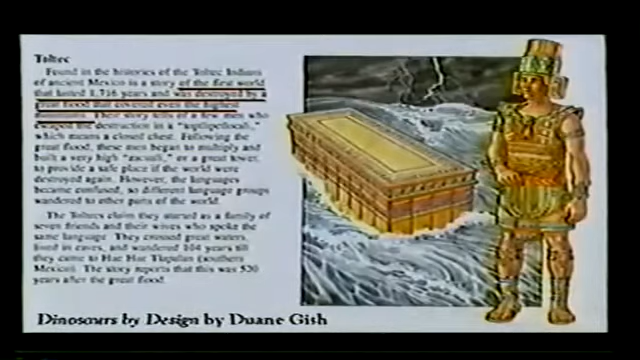 Toltec
Found in the histories of the Toltec Indians
of ancient Mexico is a story of the first world
that lasted 1,716 years and was destroyed by a
great flood that covered even the highest
mountains. Their story tells of a few men who
escaped the destruction in a "toptlipetlocali,"
which means a closed chest. Following the
great flood, these men began to multiply and
built a very high "zacuali," or a great tower,
to provide a safe place if the world were
destroyed again. However, the languages
became confused, so different language groups
wandered to other parts of the world.
The Toltecs claim they started as a family of
seven friends and their wives who spoke the
same language. They crossed great waters,
lived in caves, and wandered 104 years till
they came to Hue Hue Tlapalan (southern
Mexico). The story reports that this was 520
years after the great flood.
Dinosaurs by Design by Duane Gish